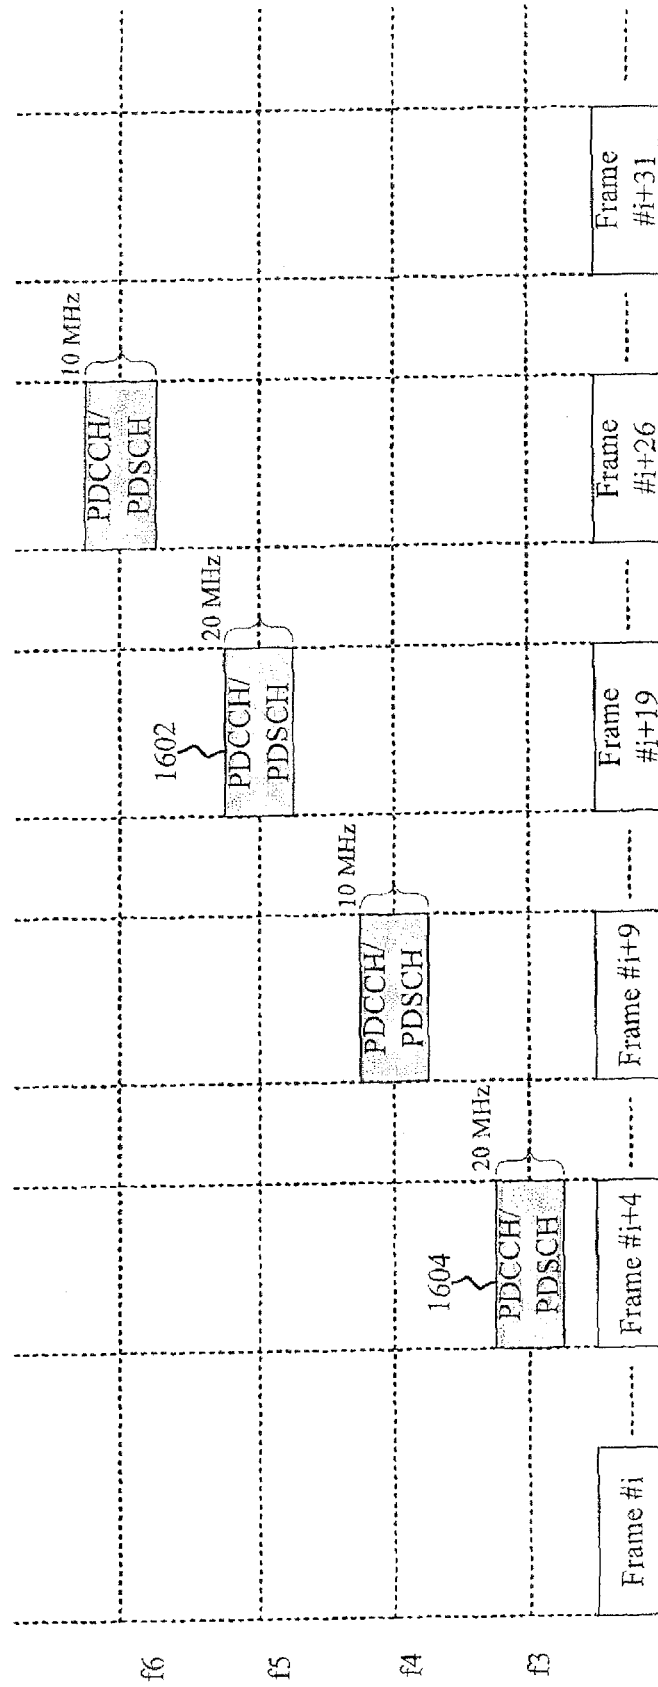 f6
10 MHz
PDCCH/
PDSCH
f5
1602
20 MHz
PDCCH/
PDSCH
f4
10 MHz
PDCCH/
PDSCH
f3
1604
20 MHz
PDCCH/
PDSCH
Frame #i
Frame #i+4
Frame #i+9
Frame
#i+19
Frame
#i+26
Frame
#i+31